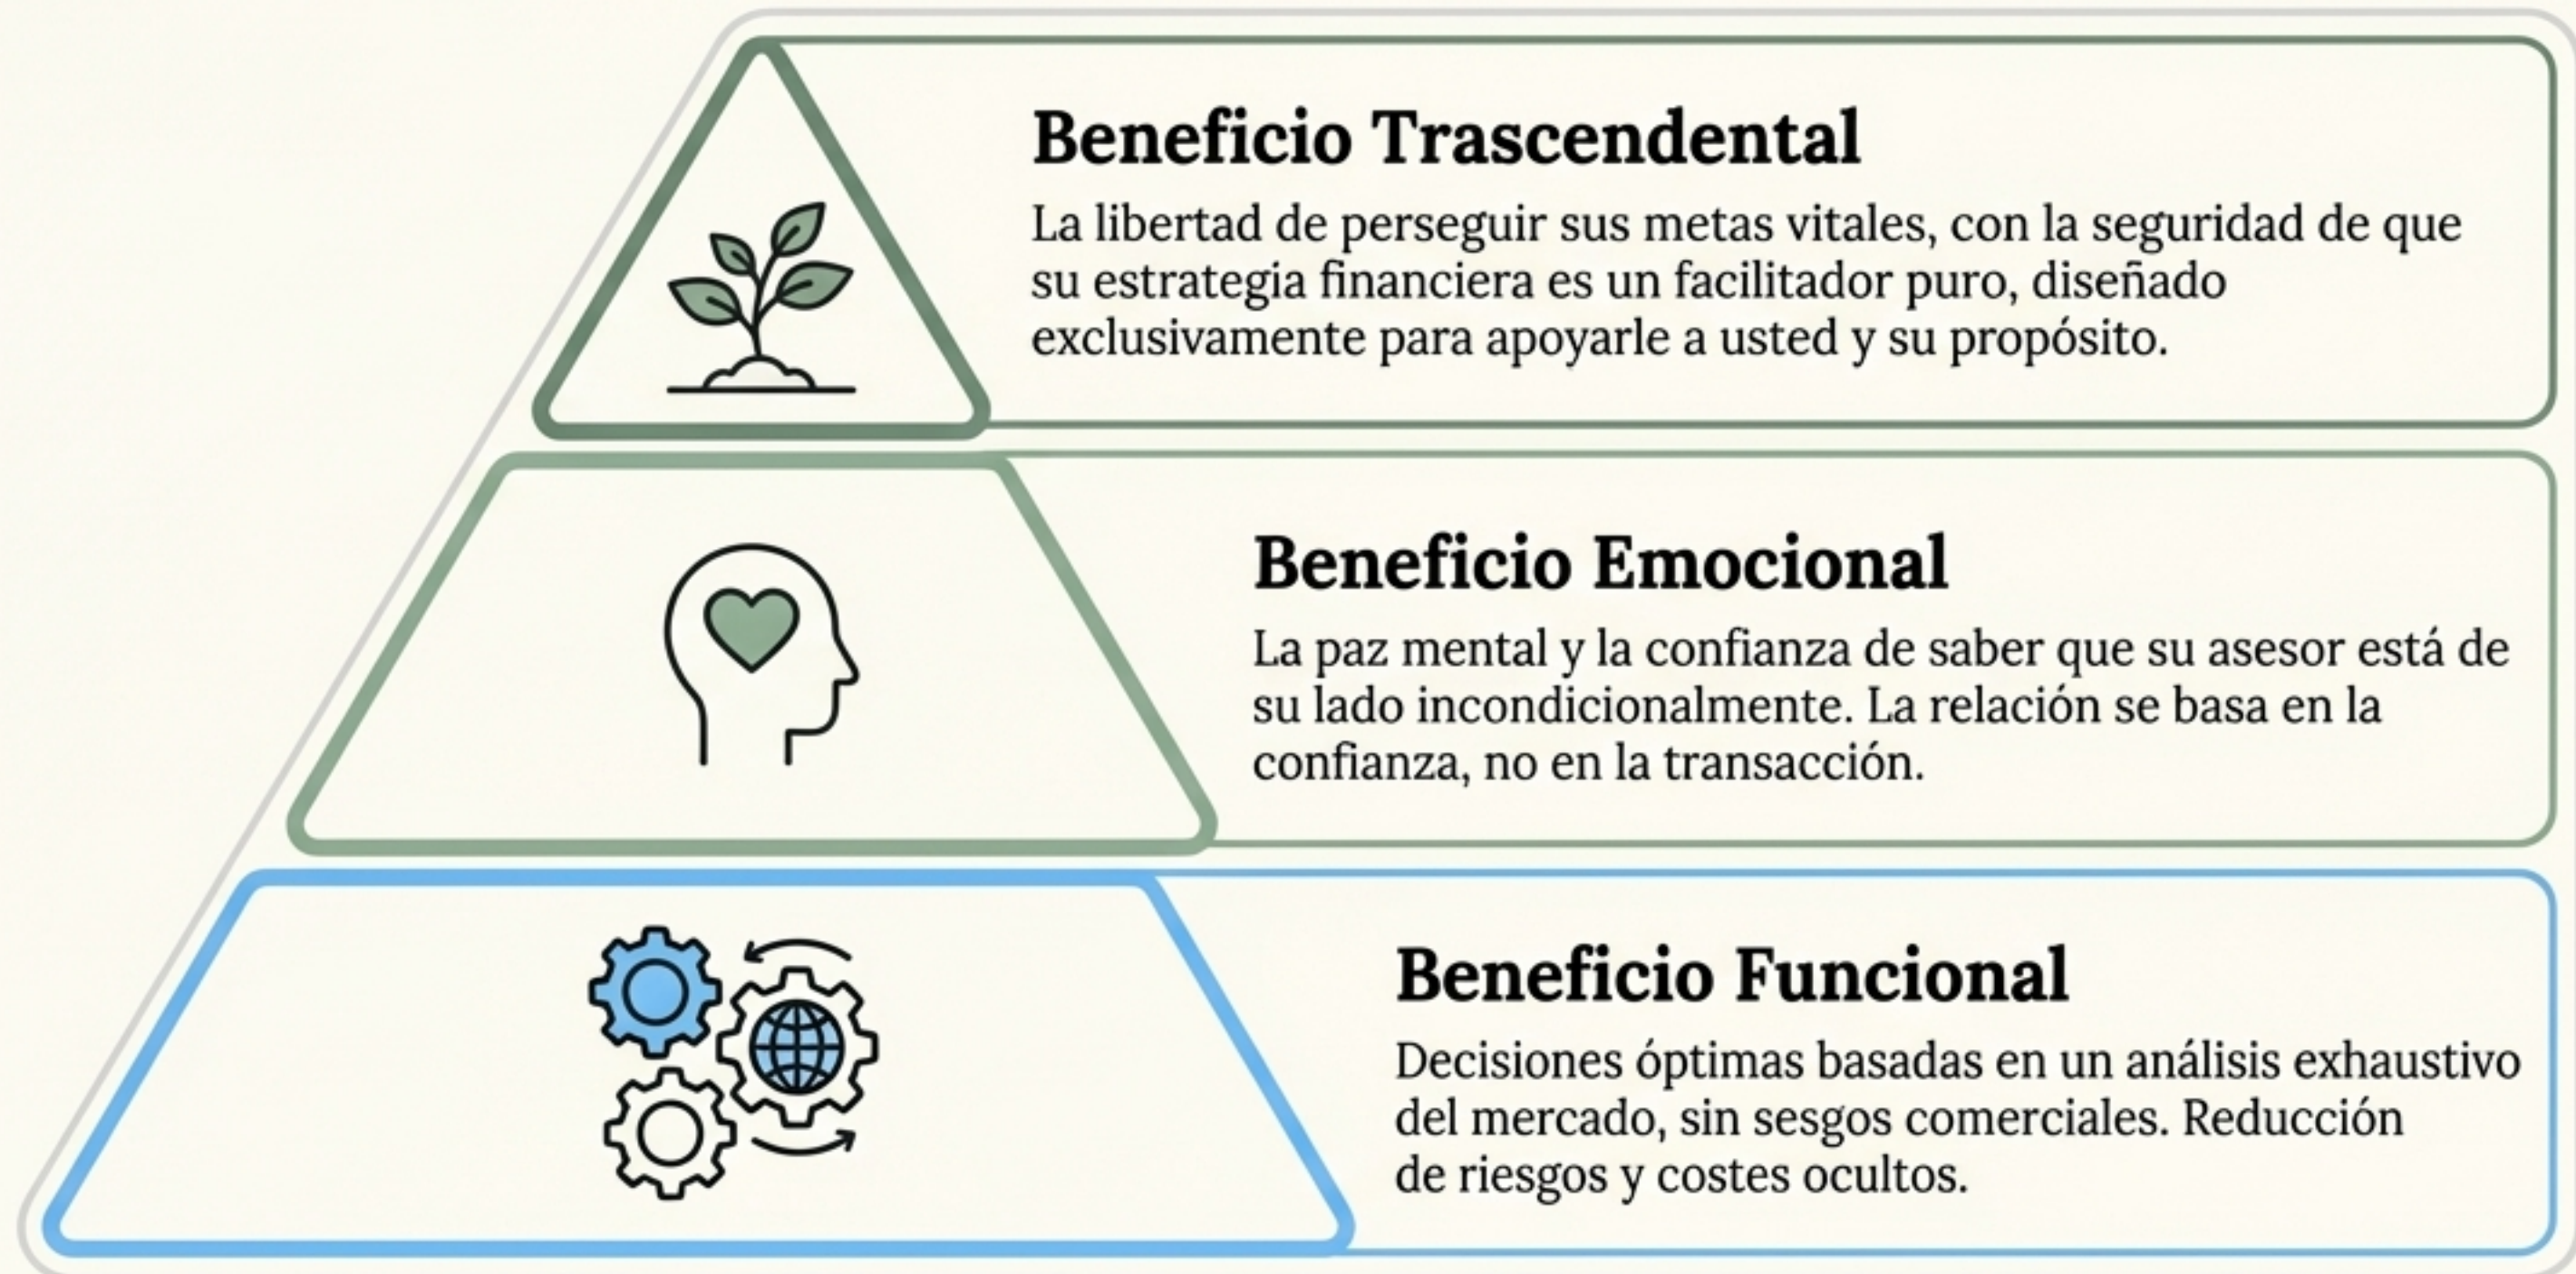 Beneficio Trascendental
La libertad de perseguir sus metas vitales, con la seguridad de que
su estrategia financiera es un facilitador puro, diseñado
exclusivamente para apoyarle a usted y su propósito.
Beneficio Emocional
La paz mental y la confianza de saber que su asesor está de
su lado incondicionalmente. La relación se basa en la
confianza, no en la transacción.
Beneficio Funcional
Decisiones óptimas basadas en un análisis exhaustivo
del mercado, sin sesgos comerciales. Reducción
de riesgos y costes ocultos.